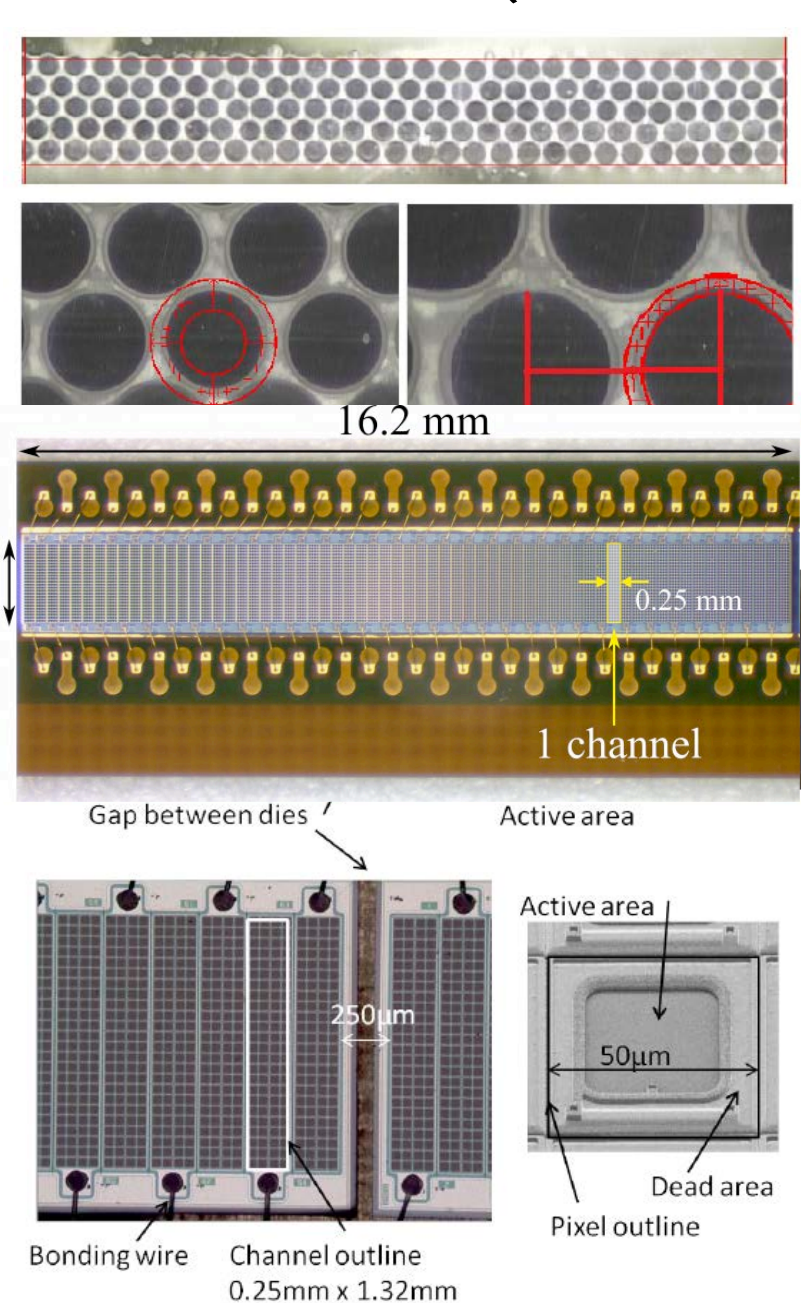 16.2 mm
0.25 mm
1 channel
Gap between dies
Active area
Active area
250µm
50µm
Dead area
Pixel outline
Bonding wire
Channel outline
0.25mm x 1.32mm